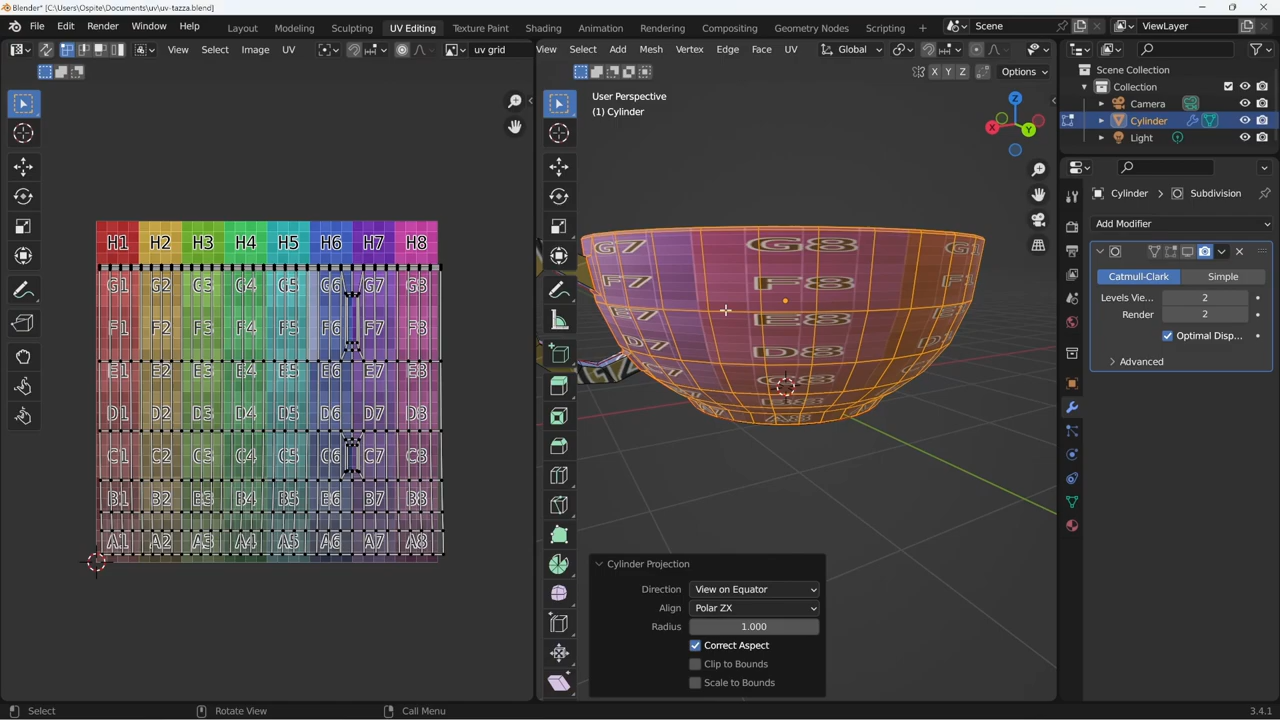 Blender* [C:\Users\Ospite\Documents\uv\uv-tazza.blend]
File Edit Render Window Help Layout Modeling Sculpting UV Editing Texture Paint Shading Animation Rendering Compositing Geometry Nodes Scripting Scene ViewLayer
View Select Image UV uv grid View Select Add Mesh Vertex Edge Face UV Global
X Y Z Options
User Perspective
(1) Cylinder
Z
X Y
Scene Collection
Collection
Camera
Cylinder
Light
Cylinder Subdivision
Add Modifier
Catmull-Clark Simple
Levels Vie... 2
Render 2
Optimal Disp...
Advanced
H1 H2 H3 H4 H5 H6 H7 H8
G1 G2 G3 G4 G5 G6 G7 G8
F1 F2 F3 F4 F5 F6 F7 F8
E1 E2 E3 E4 E5 E6 E7 E8
D1 D2 D3 D4 D5 D6 D7 D8
C1 C2 C3 C4 C5 C6 C7 C8
B1 B2 B3 B4 B5 B6 B7 B8
A1 A2 A3 A4 A5 A6 A7 A8
G7 G8 G1
F7 F8 F1
E7 E8
D7 D8
Cylinder Projection
Direction View on Equator
Align Polar ZX
Radius 1.000
Correct Aspect
Clip to Bounds
Scale to Bounds
Select Rotate View Call Menu 3.4.1